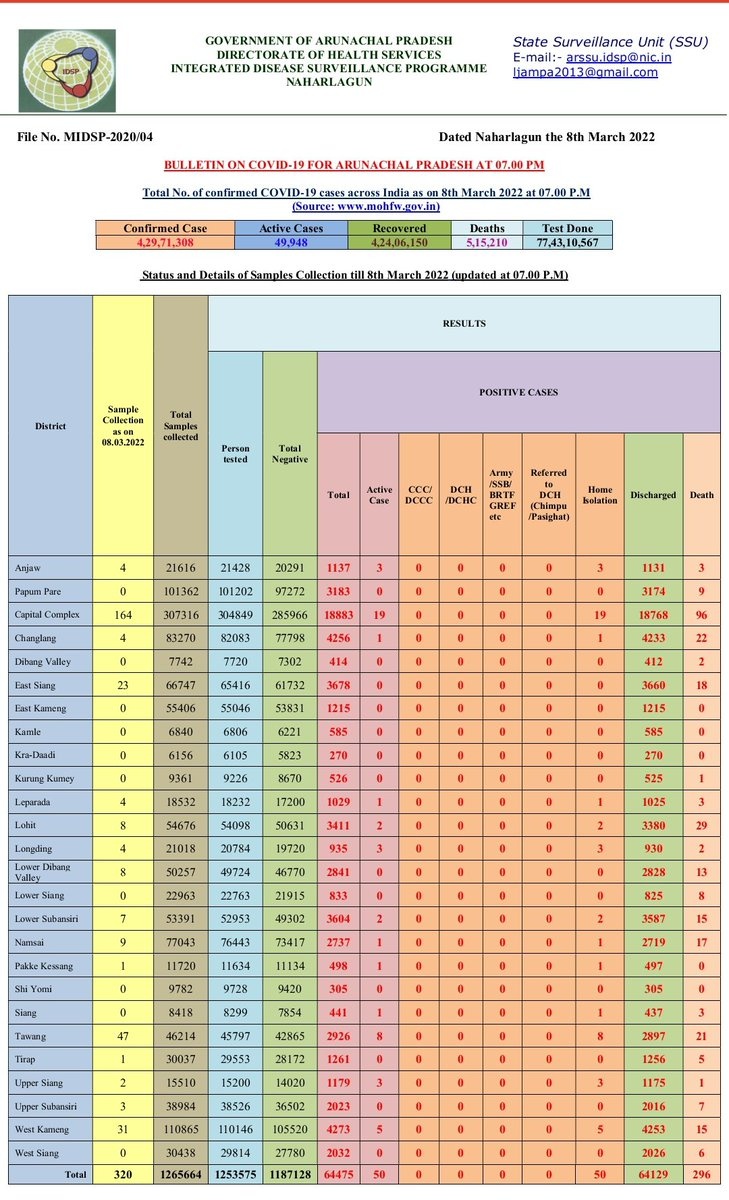 IDSP
GOVERNMENT OF ARUNACHAL PRADESH
DIRECTORATE OF HEALTH SERVICES
INTEGRATED DISEASE SURVEILLANCE PROGRAMME
NAHARLAGUN
State Surveillance Unit (SSU)
E-mail:- arssu.idsp@nic.in
ljampa2013@gmail.com
File No. MIDSP-2020/04 Dated Naharlagun the 8th March 2022
BULLETIN ON COVID-19 FOR ARUNACHAL PRADESH AT 07.00 PM
Total No. of confirmed COVID-19 cases across India as on 8th March 2022 at 07.00 P.M
(Source: www.mohfw.gov.in)
Confirmed Case Active Cases Recovered Deaths Test Done
4,29,71,308 49,948 4,24,06,150 5,15,210 77,43,10,567
Status and Details of Samples Collection till 8th March 2022 (updated at 07.00 P.M)
District
Sample
Collection
as on
08.03.2022
Total
Samples
collected
RESULTS
Person
tested
Total
Negative
POSITIVE CASES
Total
Active
Case
CCC/
DCCC
DCH
/DCHC
Army
/SSB/
BRTF
GREF
etc
Referred
to
DCH
(Chimpu
/Pasighat)
Home
Isolation
Discharged
Death
Anjaw 4 21616 21428 20291 1137 3 0 0 0 0 3 1131 3
Papum Pare 0 101362 101202 97272 3183 0 0 0 0 0 0 3174 9
Capital Complex 164 307316 304849 285966 18883 19 0 0 0 0 19 18768 96
Changlang 4 83270 82083 77798 4256 1 0 0 0 0 1 4233 22
Dibang Valley 0 7742 7720 7302 414 0 0 0 0 0 0 412 2
East Siang 23 66747 65416 61732 3678 0 0 0 0 0 0 3660 18
East Kameng 0 55406 55046 53831 1215 0 0 0 0 0 0 1215 0
Kamle 0 6840 6806 6221 585 0 0 0 0 0 0 585 0
Kra-Daadi 0 6156 6105 5823 270 0 0 0 0 0 0 270 0
Kurung Kumey 0 9361 9226 8670 526 0 0 0 0 0 0 525 1
Leparada 4 18532 18232 17200 1029 1 0 0 0 0 1 1025 3
Lohit 8 54676 54098 50631 3411 2 0 0 0 0 2 3380 29
Longding 4 21018 20784 19720 935 3 0 0 0 0 3 930 2
Lower Dibang
Valley 8 50257 49724 46770 2841 0 0 0 0 0 0 2828 13
Lower Siang 0 22963 22763 21915 833 0 0 0 0 0 0 825 8
Lower Subansiri 7 53391 52953 49302 3604 2 0 0 0 0 2 3587 15
Namsai 9 77043 76443 73417 2737 1 0 0 0 0 1 2719 17
Pakke Kessang 1 11720 11634 11134 498 1 0 0 0 0 1 497 0
Shi Yomi 0 9782 9728 9420 305 0 0 0 0 0 0 305 0
Siang 0 8418 8299 7854 441 1 0 0 0 0 1 437 3
Tawang 47 46214 45797 42865 2926 8 0 0 0 0 8 2897 21
Tirap 1 30037 29553 28172 1261 0 0 0 0 0 0 1256 5
Upper Siang 2 15510 15200 14020 1179 3 0 0 0 0 3 1175 1
Upper Subansiri 3 38984 38526 36502 2023 0 0 0 0 0 0 2016 7
West Kameng 31 110865 110146 105520 4273 5 0 0 0 0 5 4253 15
West Siang 0 30438 29814 27780 2032 0 0 0 0 0 0 2026 6
Total 320 1265664 1253575 1187128 64475 50 0 0 0 0 50 64129 296